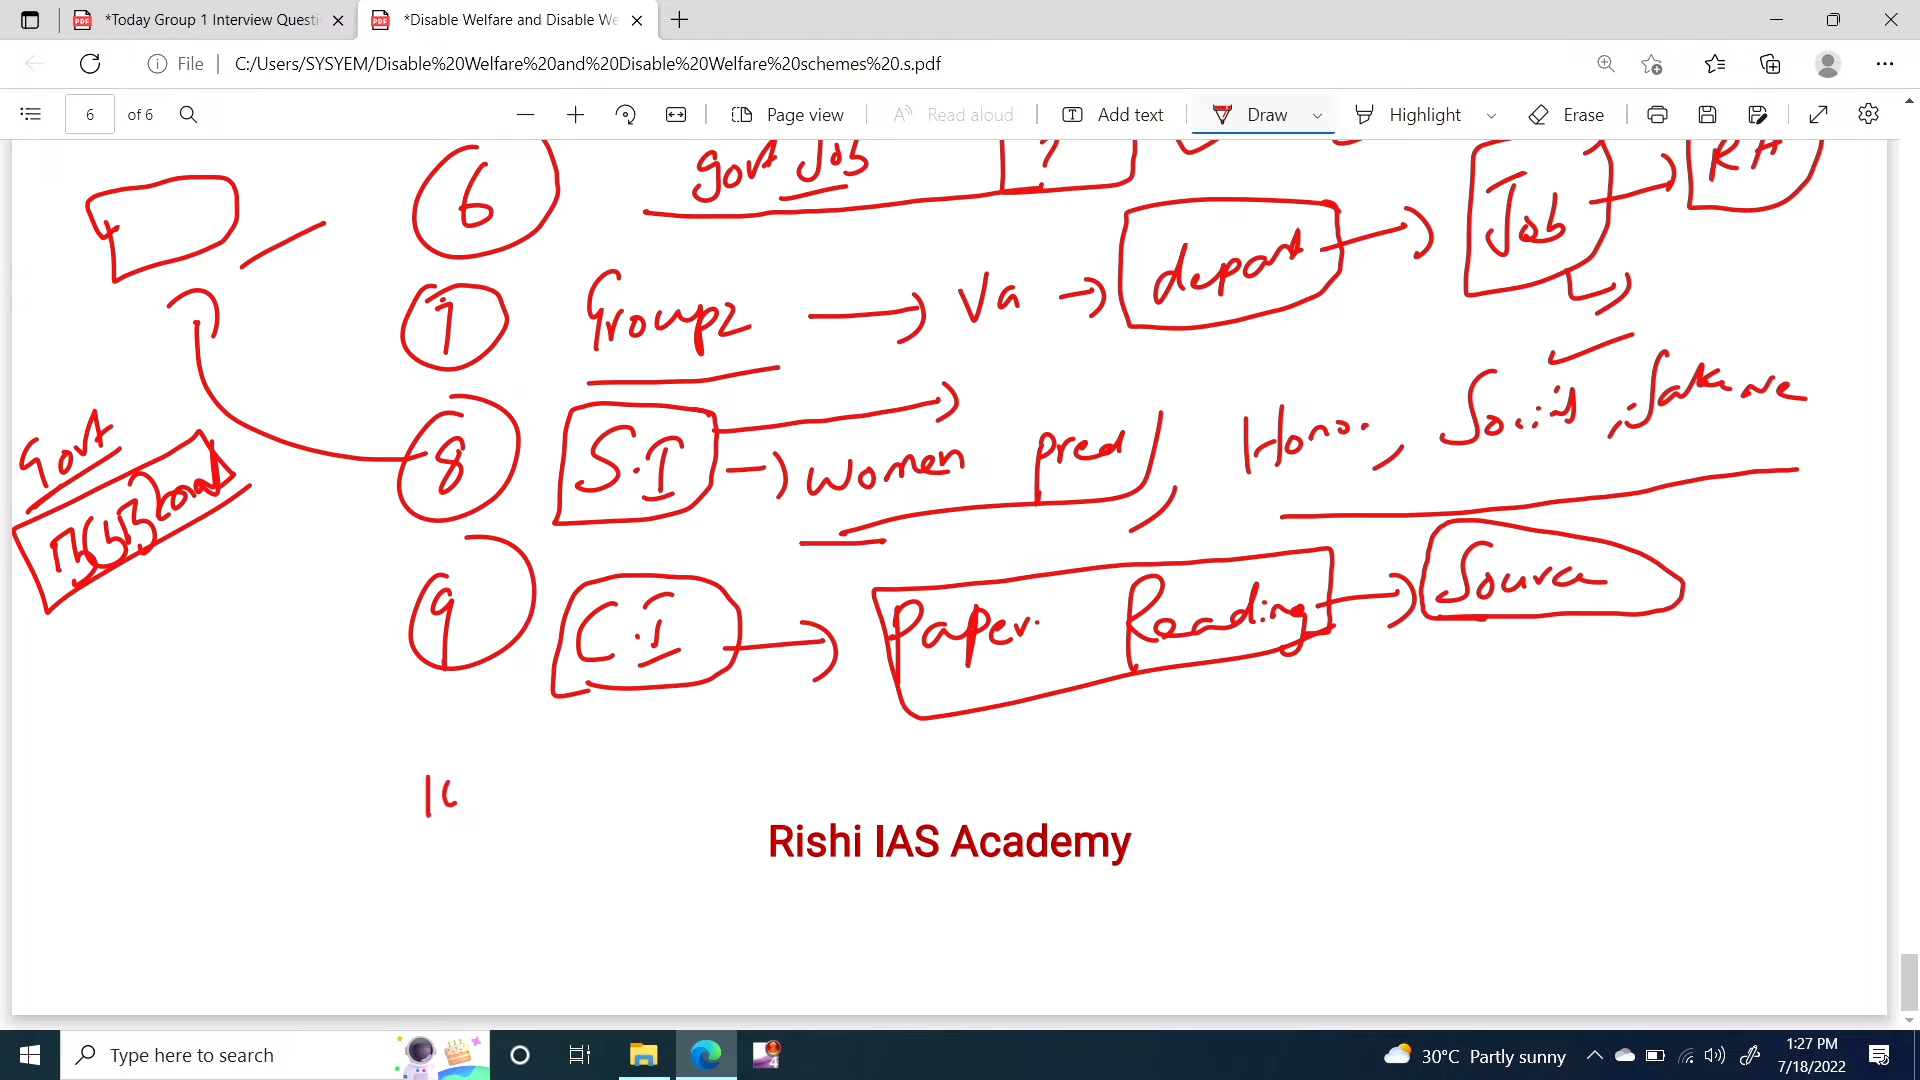 *Today Group 1 Interview Questi
*Disable Welfare and Disable We
File
C:/Users/SYSYEM/Disable%20Welfare%20and%20Disable%20Welfare%20schemes%20.s.pdf
6 of 6
Page view
Read aloud
Add text
Draw
Highlight
Erase
6 govt Job ? Job RH
7 Group2 Va depart
8 S.I women pred,
Govt
9 C.I Paper Reading Source
Rishi IAS Academy
Type here to search
30°C Partly sunny
1:27 PM
7/18/2022